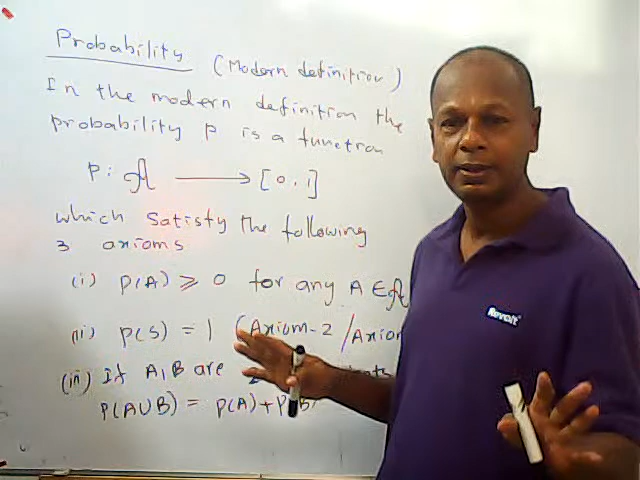 Probability (Modern definition)
In the modern definition the
probability P is a function
P: A → [0, 1]
which satisfy the following
3 axioms
(i) P(A) ≥ 0 for any A ∈ A
(ii) P(S) = 1 (Axiom-2 / Axiom
(iii) If A, B are
P(A∪B) = P(A) + P(B)
Revolt